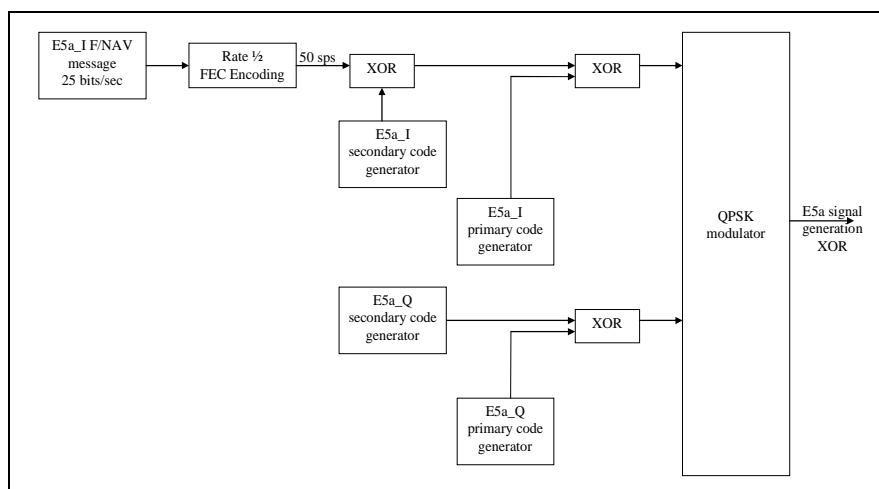 E5a_I F/NAV
message
25 bits/sec
Rate ½
FEC Encoding
50 sps
XOR
XOR
E5a_I
secondary code
generator
E5a_I
primary code
generator
QPSK
modulator
E5a signal
generation
XOR
E5a_Q
secondary code
generator
XOR
E5a_Q
primary code
generator